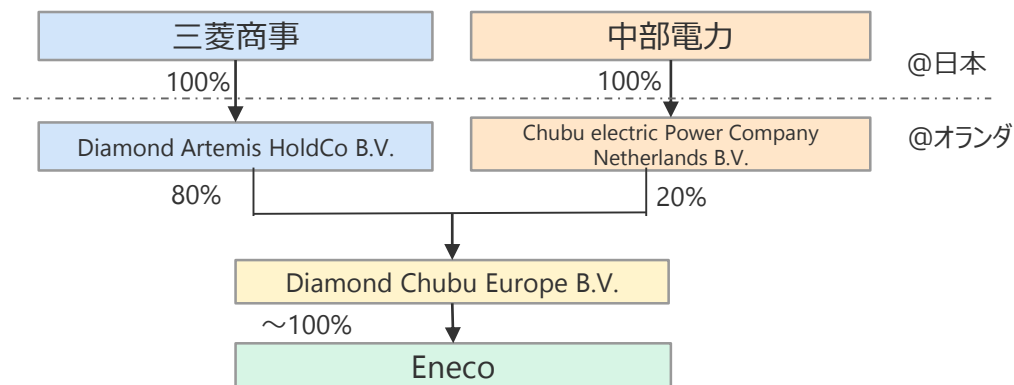 三菱商事
中部電力
@日本
100%
100%
Diamond Artemis HoldCo B.V.
Chubu electric Power Company
Netherlands B.V.
@オランダ
80%
20%
Diamond Chubu Europe B.V.
～100%
Eneco